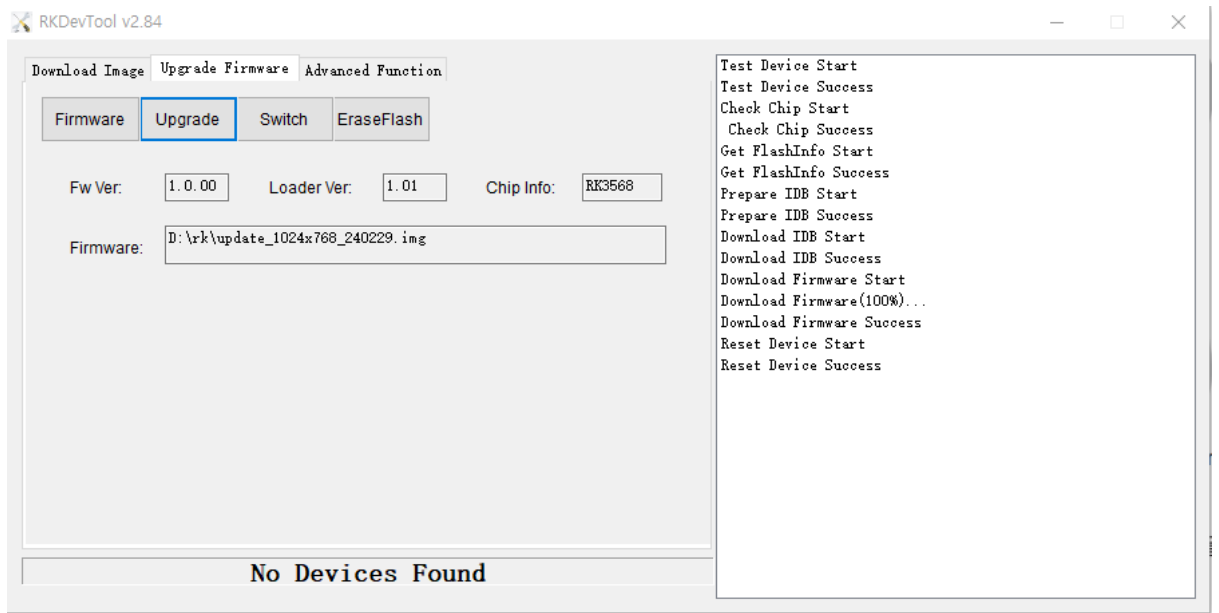 RKDevTool v2.84
Download Image Upgrade Firmware Advanced Function
Firmware Upgrade Switch EraseFlash
Fw Ver: 1.0.00 Loader Ver: 1.01 Chip Info: RK3568
Firmware: D:\rk\update_1024x768_240229.img
No Devices Found
Test Device Start
Test Device Success
Check Chip Start
Check Chip Success
Get FlashInfo Start
Get FlashInfo Success
Prepare IDB Start
Prepare IDB Success
Download IDB Start
Download IDB Success
Download Firmware Start
Download Firmware(100%)...
Download Firmware Success
Reset Device Start
Reset Device Success